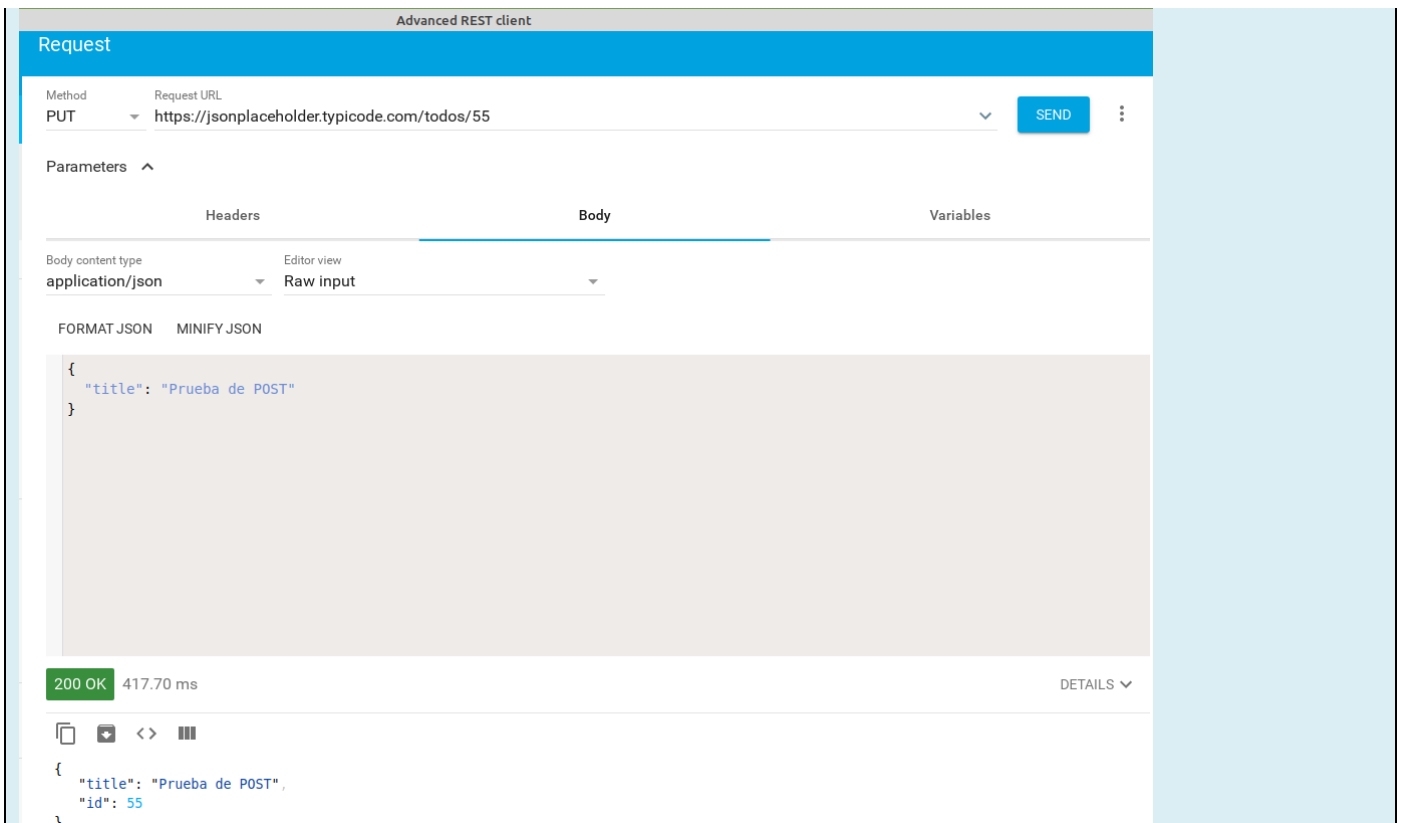 Advanced REST client
Request
Method Request URL
PUT https://jsonplaceholder.typicode.com/todos/55 SEND
Parameters
Headers Body Variables
Body content type Editor view
application/json Raw input
FORMAT JSON MINIFY JSON
{
"title": "Prueba de POST"
}
200 OK 417.70 ms DETAILS
{
"title": "Prueba de POST",
"id": 55
}